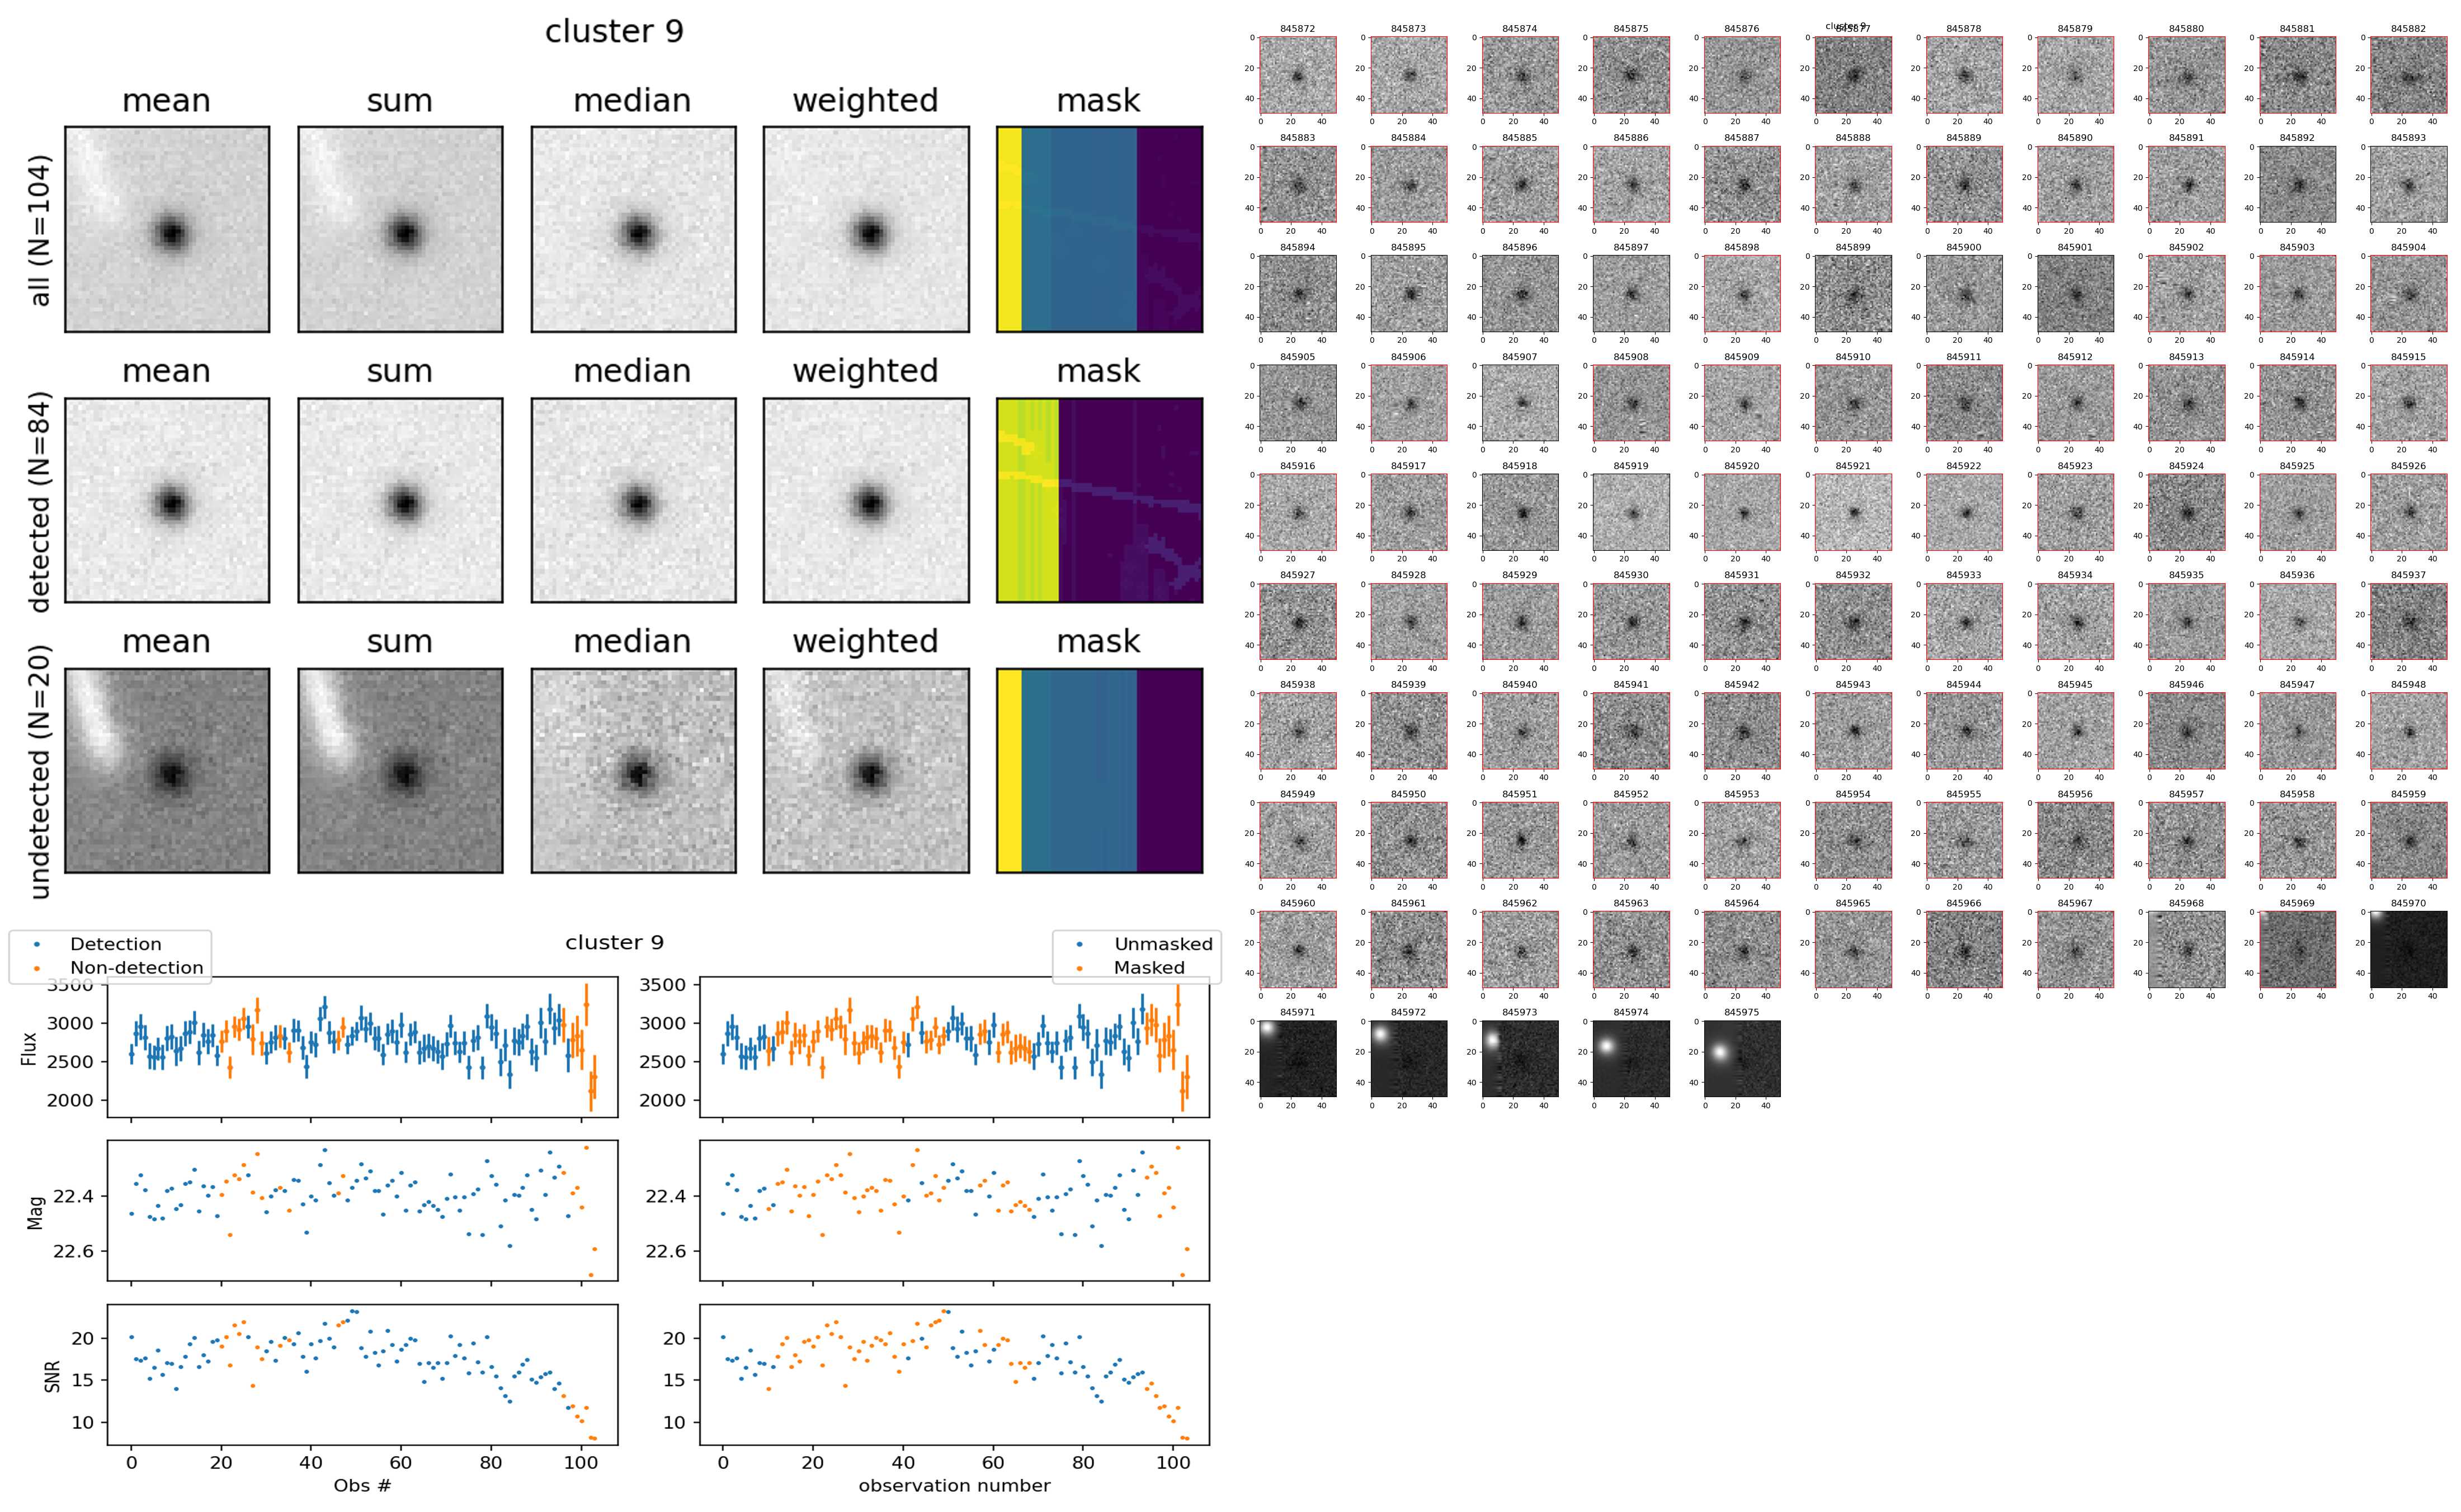 cluster 9
mean sum median weighted mask
all (N=104)
mean sum median weighted mask
detected (N=84)
mean sum median weighted mask
undetected (N=20)
Detection
Non-detection
cluster 9
Unmasked
Masked
3500
3000
2500
2000
Flux
3000
2500
2000
3500
22.4
22.6
Mag
22.4
22.6
20
15
10
SNR
20
15
10
0 20 40 60 80 100
Obs #
0 20 40 60 80 100
observation number
cluster 9
845872 845873 845874 845875 845876 845877 845878 845879 845880 845881 845882
845883 845884 845885 845886 845887 845888 845889 845890 845891 845892 845893
845894 845895 845896 845897 845898 845899 845900 845901 845902 845903 845904
845905 845906 845907 845908 845909 845910 845911 845912 845913 845914 845915
845916 845917 845918 845919 845920 845921 845922 845923 845924 845925 845926
845927 845928 845929 845930 845931 845932 845933 845934 845935 845936 845937
845938 845939 845940 845941 845942 845943 845944 845945 845946 845947 845948
845949 845950 845951 845952 845953 845954 845955 845956 845957 845958 845959
845960 845961 845962 845963 845964 845965 845966 845967 845968 845969 845970
845971 845972 845973 845974 845975
0 20 40